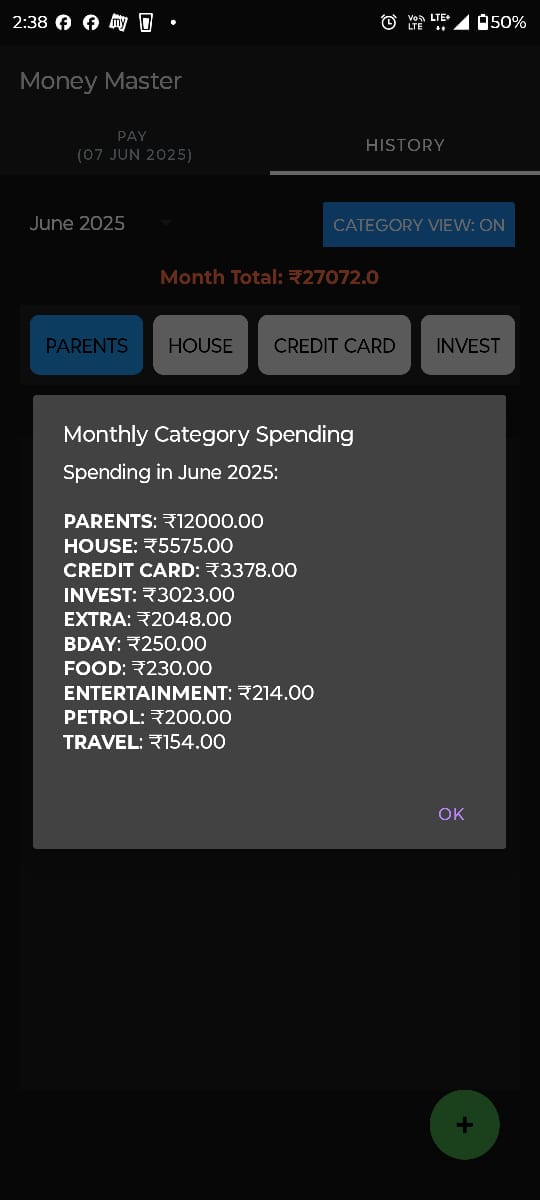 2:38
Vo)) LTE
LTE+
50%
Money Master
PAY
(07 JUN 2025)
HISTORY
June 2025
CATEGORY VIEW: ON
Month Total: ₹27072.0
PARENTS
HOUSE
CREDIT CARD
INVEST
Monthly Category Spending
Spending in June 2025:
PARENTS: ₹12000.00
HOUSE: ₹5575.00
CREDIT CARD: ₹3378.00
INVEST: ₹3023.00
EXTRA: ₹2048.00
BDAY: ₹250.00
FOOD: ₹230.00
ENTERTAINMENT: ₹214.00
PETROL: ₹200.00
TRAVEL: ₹154.00
OK
+